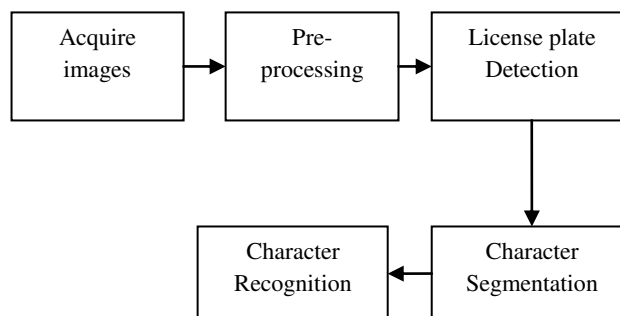 Acquire
images
Pre-
processing
License plate
Detection
Character
Segmentation
Character
Recognition